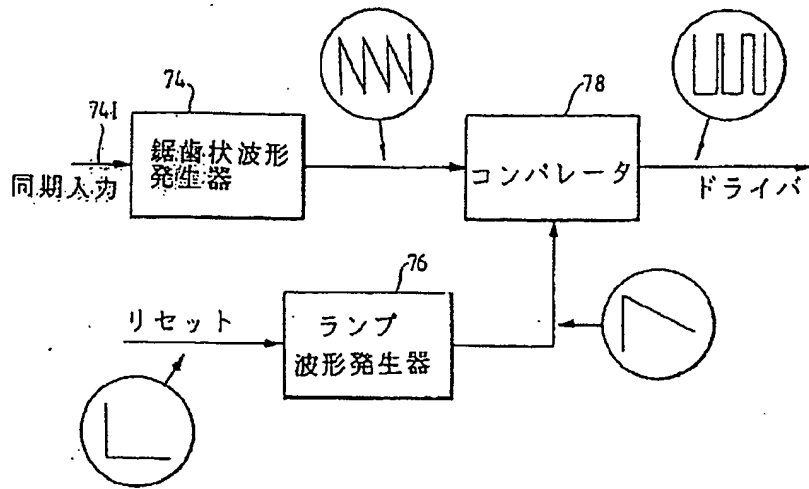 74
74I
鋸歯状波形
発生器
同期入力
78
コンパレータ
ドライバ
76
リセット
ランプ
波形発生器